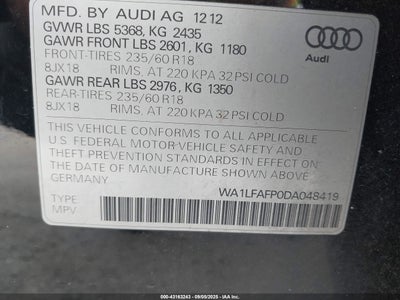 MFD. BY AUDI AG 12 12
GVWR LBS 5368, KG 2435
GAWR FRONT LBS 2601, KG 1180
FRONT-TIRES 235/60 R18
8JX18 RIMS, AT 220 KPA 32 PSI COLD
GAWR REAR LBS 2976, KG 1350
REAR-TIRES 235/60 R18
8JX18 RIMS, AT 220 KPA 32 PSI COLD
Audi
THIS VEHICLE CONFORMS TO ALL APPLICABLE
U.S FEDERAL MOTOR-VEHICLE SAFETY AND
THEFT PREVENTION STANDARDS IN EFFECT ON
THE DATE OF MANUFACTURE SHOWN ABOVE
GERMANY
WA1LFAFP0DA048419
TYPE:
MPV
000-43163243 - 09/09/2025 - IAA Inc.